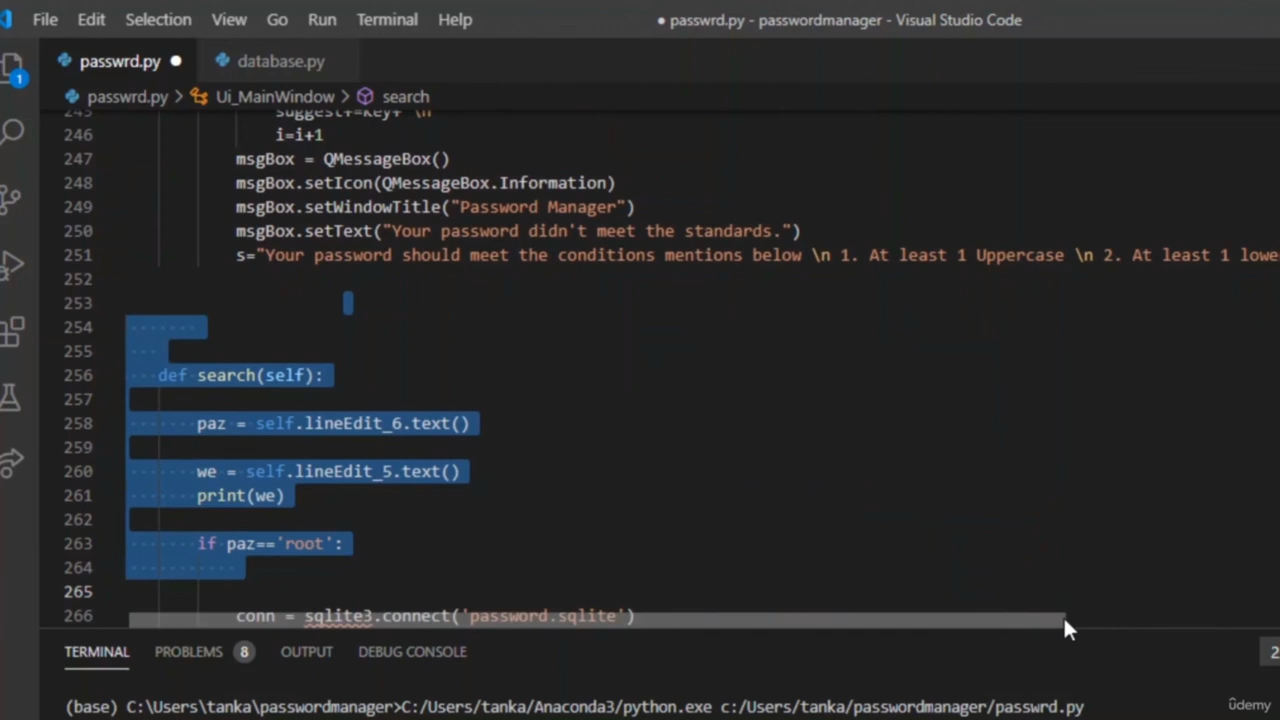 File Edit Selection View Go Run Terminal Help ● passwrd.py - passwordmanager - Visual Studio Code
passwrd.py ● database.py
1
passwrd.py > Ui_MainWindow > search
245 suggest+=key+"\n"
246 i=i+1
247 msgBox = QMessageBox()
248 msgBox.setIcon(QMessageBox.Information)
249 msgBox.setWindowTitle("Password Manager")
250 msgBox.setText("Your password didn't meet the standards.")
251 s="Your password should meet the conditions mentions below \n 1. At least 1 Uppercase \n 2. At least 1 lowe
252
253
254
255
256 def search(self):
257
258 paz = self.lineEdit_6.text()
259
260 we = self.lineEdit_5.text()
261 print(we)
262
263 if paz=='root':
264
265
266 conn = sqlite3.connect('password.sqlite')
TERMINAL PROBLEMS 8 OUTPUT DEBUG CONSOLE 2
(base) C:\Users\tanka\passwordmanager>C:/Users/tanka/Anaconda3/python.exe c:/Users/tanka/passwordmanager/passwrd.py
ûdemy